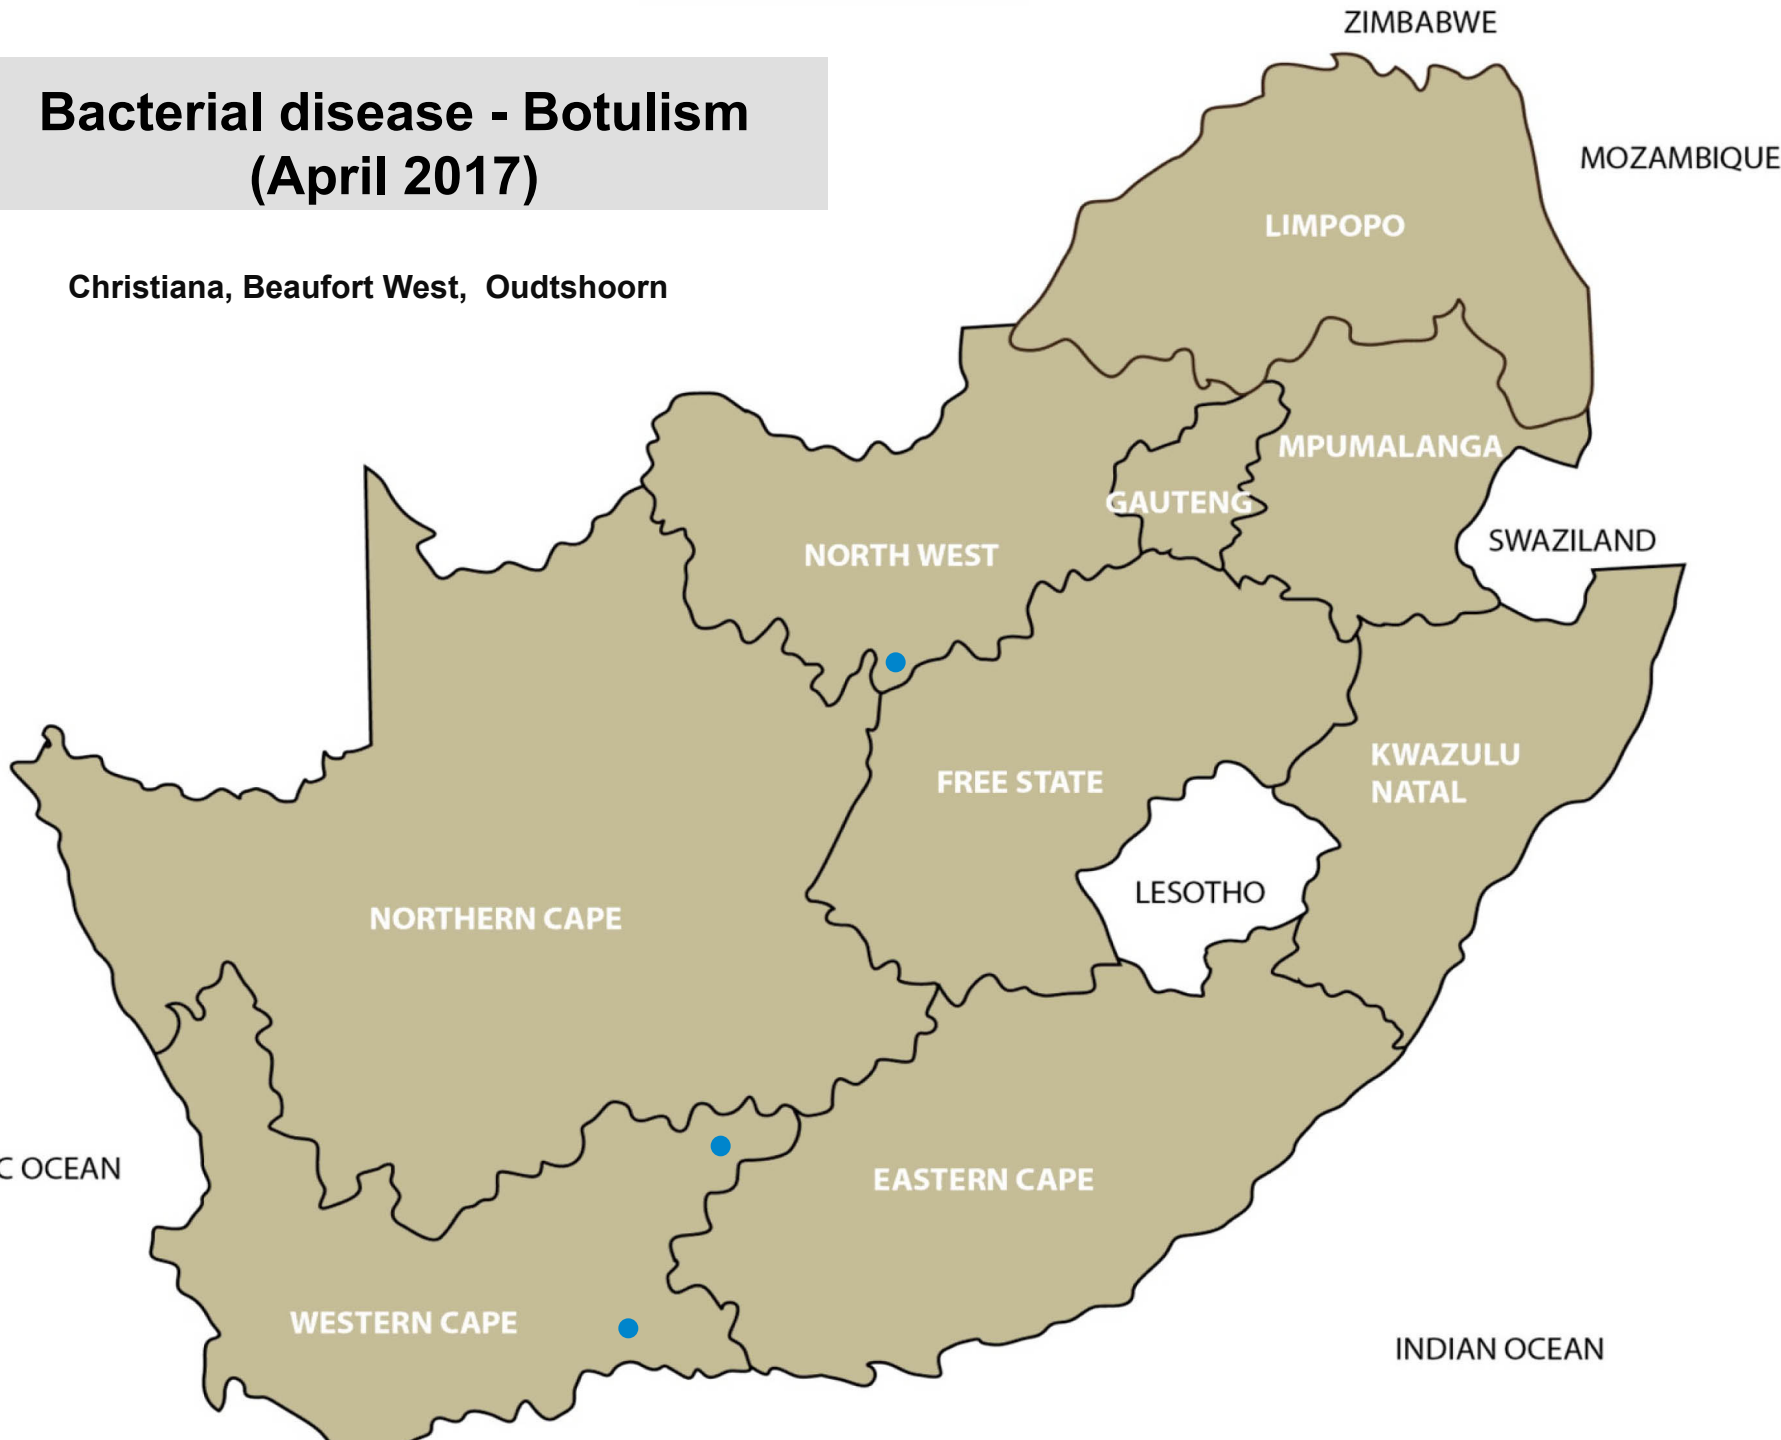 ZIMBABWE
Bacterial disease - Botulism
(April 2017)
MOZAMBIQUE
LIMPOPO
Christiana, Beaufort West,  Oudtshoorn
MPUMALANGA
GAUTENG
SWAZILAND
NORTH WEST
KWAZULU
NATAL
FREE STATE
LESOTHO
NORTHERN CAPE
C OCEAN
EASTERN CAPE
WESTERN CAPE
INDIAN OCEAN